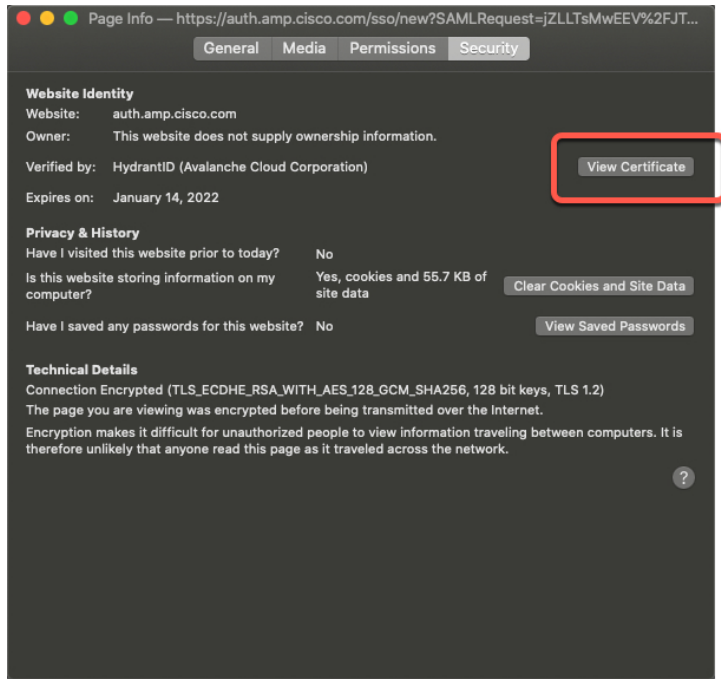 Page Info — https://auth.amp.cisco.com/sso/new?SAMLRequest=jZLLTsMwEEV%2FJT...
General Media Permissions Security
Website Identity
Website: auth.amp.cisco.com
Owner: This website does not supply ownership information.
Verified by: HydrantID (Avalanche Cloud Corporation) View Certificate
Expires on: January 14, 2022
Privacy & History
Have I visited this website prior to today? No
Is this website storing information on my computer? Yes, cookies and 55.7 KB of site data Clear Cookies and Site Data
Have I saved any passwords for this website? No View Saved Passwords
Technical Details
Connection Encrypted (TLS_ECDHE_RSA_WITH_AES_128_GCM_SHA256, 128 bit keys, TLS 1.2)
The page you are viewing was encrypted before being transmitted over the Internet.
Encryption makes it difficult for unauthorized people to view information traveling between computers. It is
therefore unlikely that anyone read this page as it traveled across the network.
?